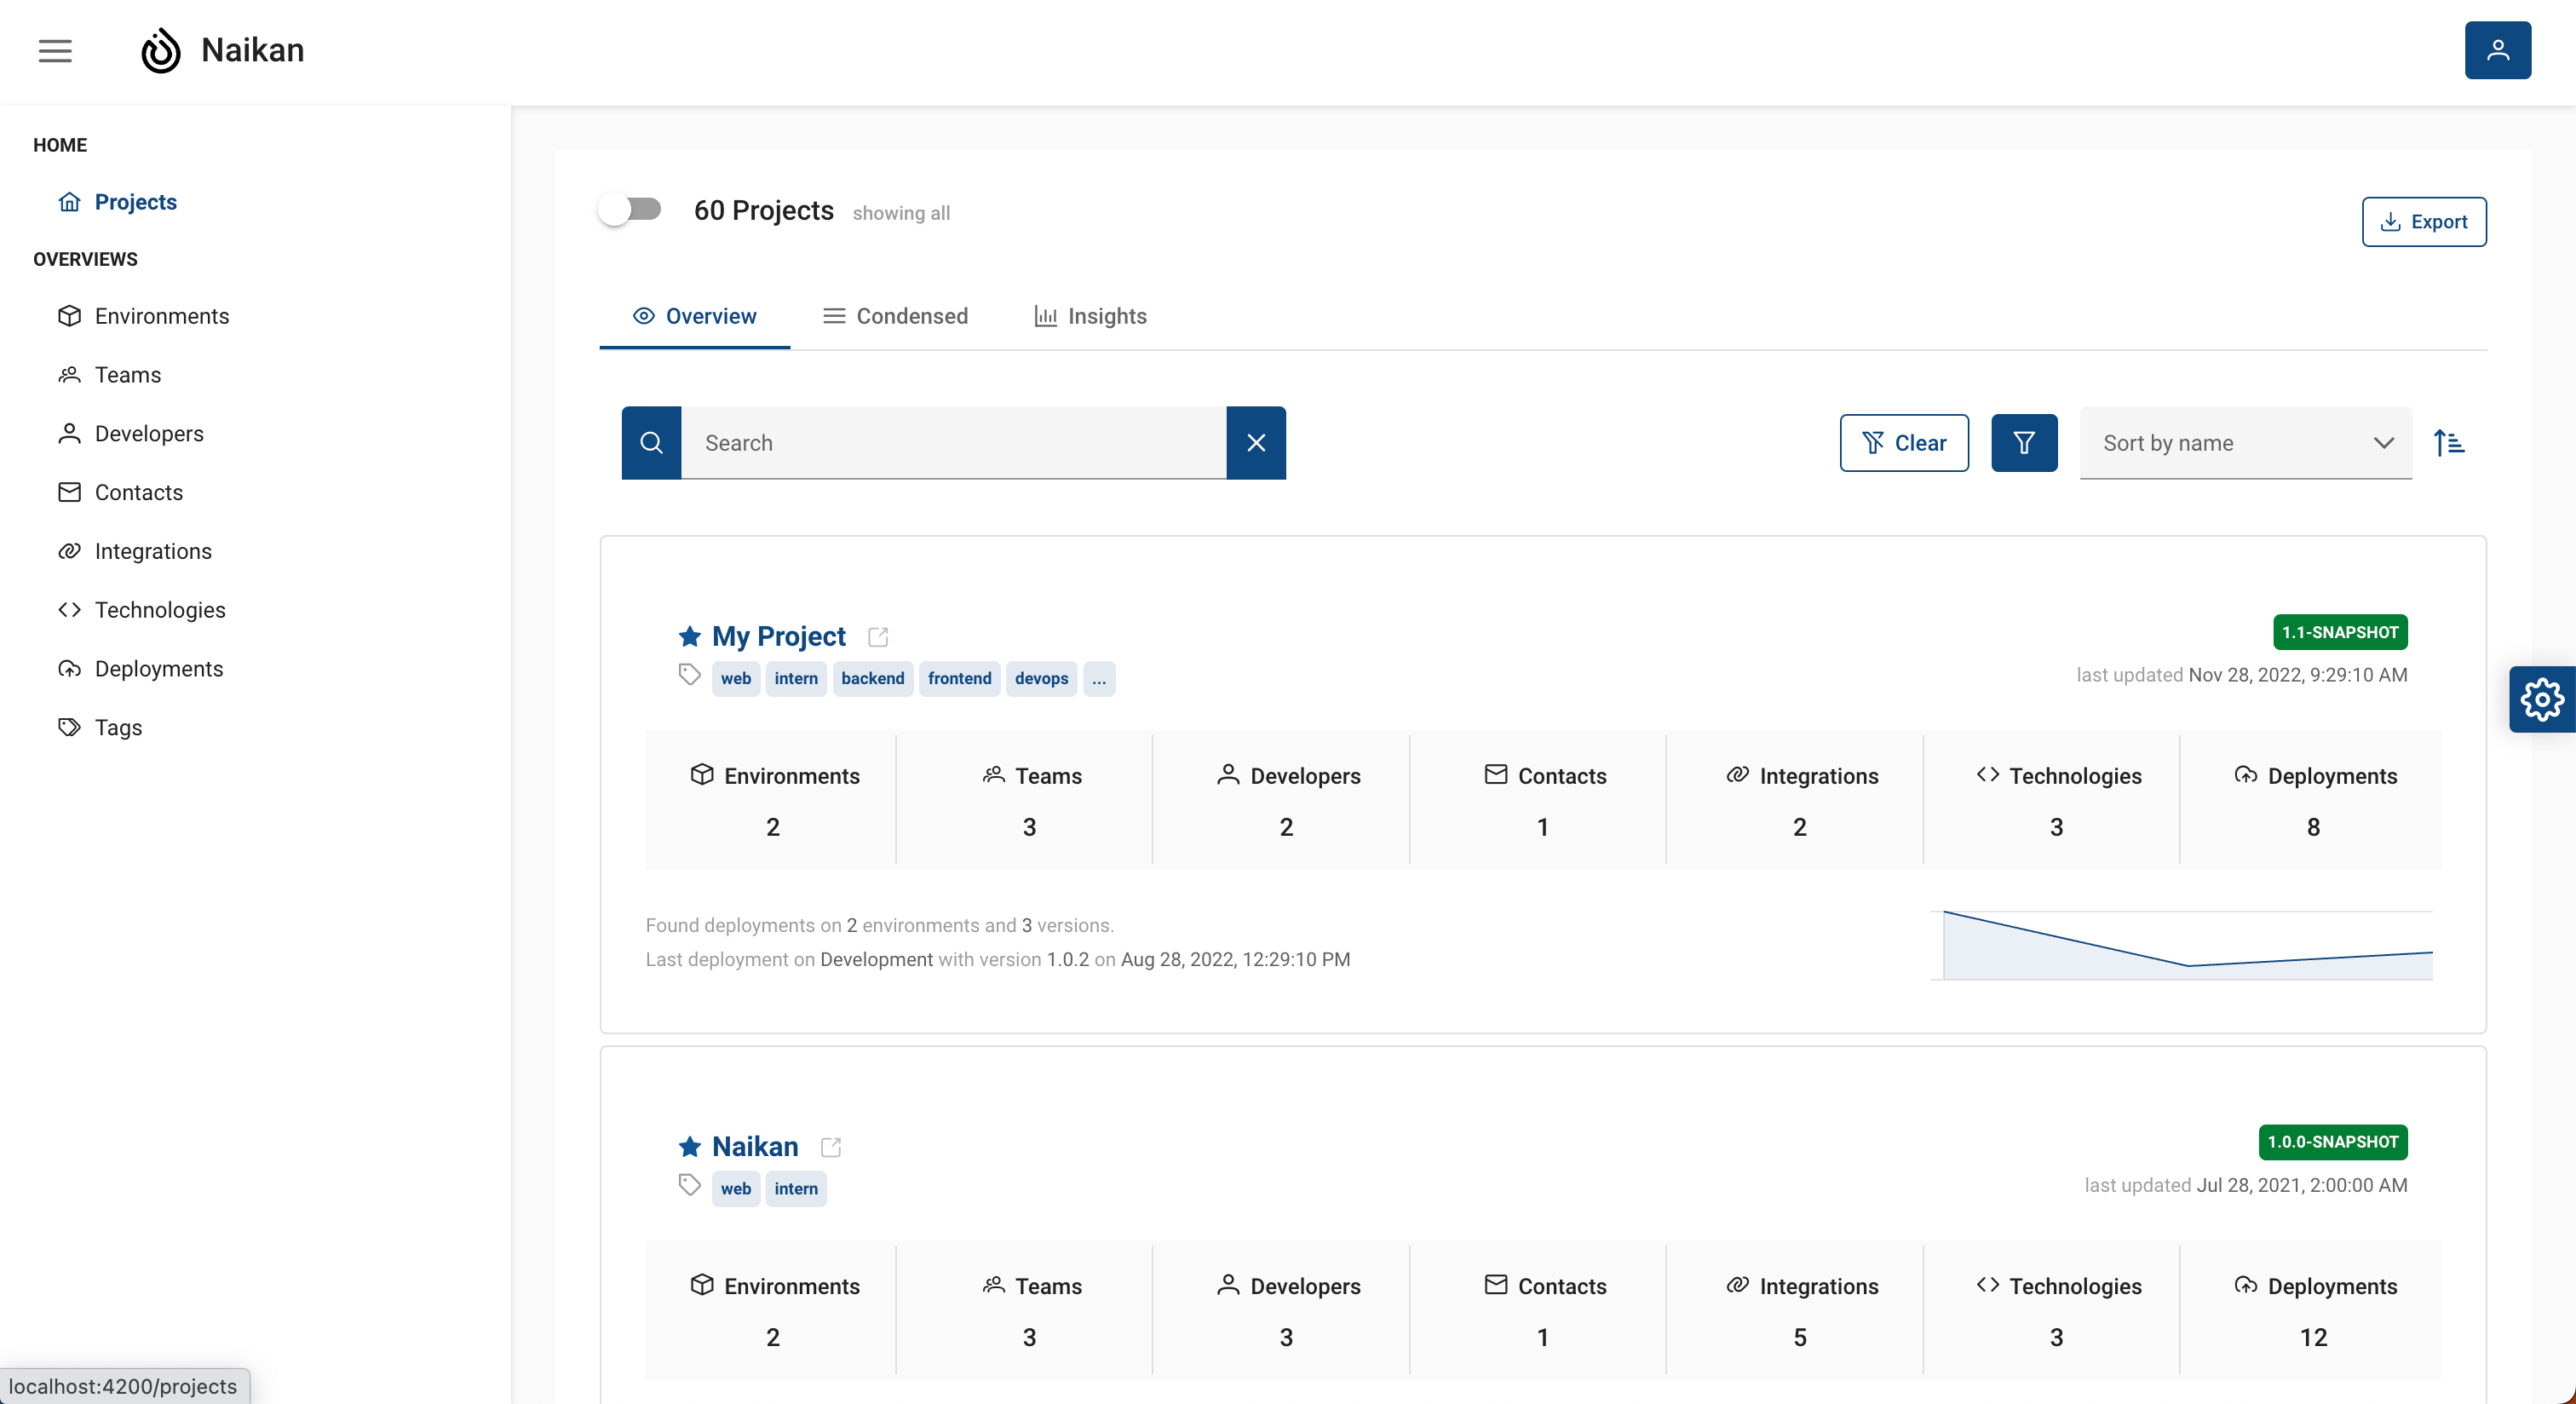 Naikan
HOME
Projects
OVERVIEWS
Environments
Teams
Developers
Contacts
Integrations
Technologies
Deployments
Tags
60 Projects showing all
Export
Overview Condensed Insights
Search
Clear
Sort by name
My Project
1.1-SNAPSHOT
web intern backend frontend devops ...
last updated Nov 28, 2022, 9:29:10 AM
Environments Teams Developers Contacts Integrations Technologies Deployments
2 3 2 1 2 3 8
Found deployments on 2 environments and 3 versions.
Last deployment on Development with version 1.0.2 on Aug 28, 2022, 12:29:10 PM
Naikan
1.0.0-SNAPSHOT
web intern
last updated Jul 28, 2021, 2:00:00 AM
Environments Teams Developers Contacts Integrations Technologies Deployments
2 3 3 1 5 3 12
localhost:4200/projects